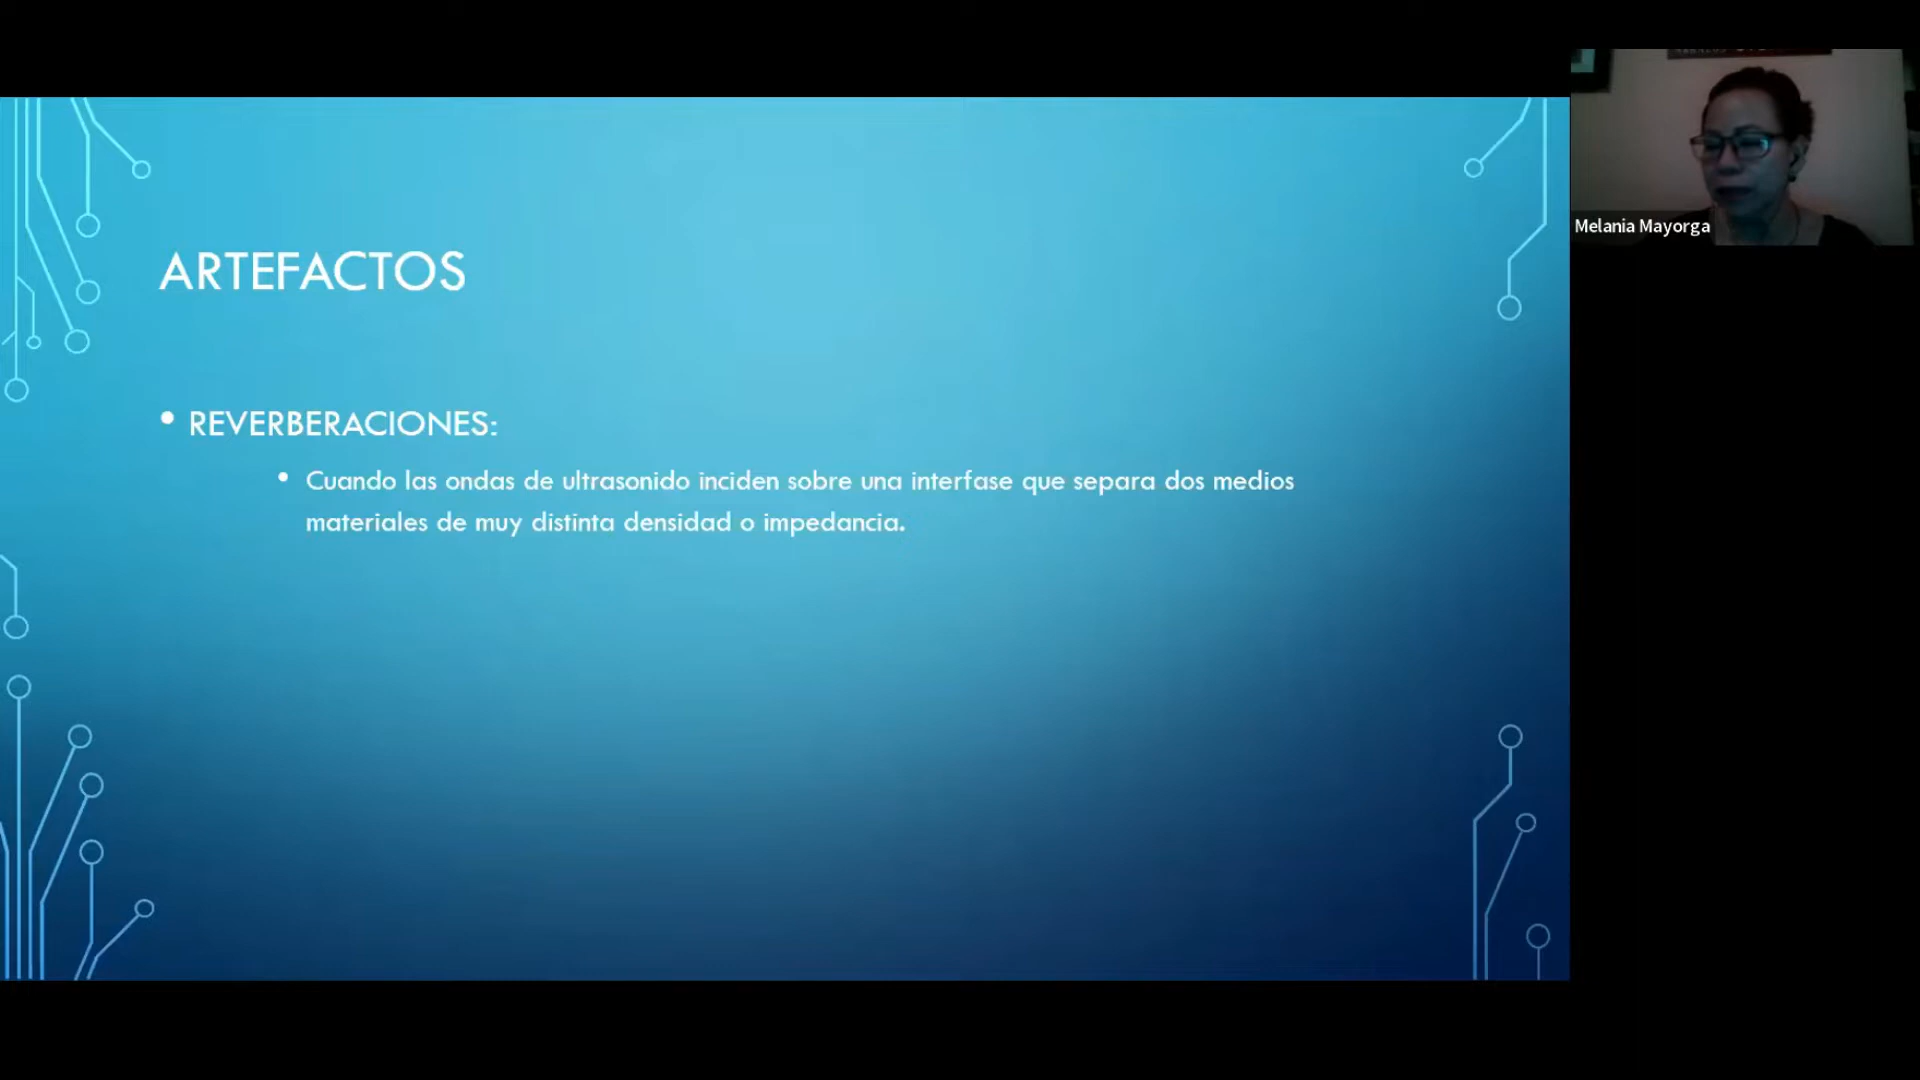 ARTEFACTOS
• REVERBERACIONES:
• Cuando las ondas de ultrasonido inciden sobre una interfase que separa dos medios
materiales de muy distinta densidad o impedancia.
Melania Mayorga